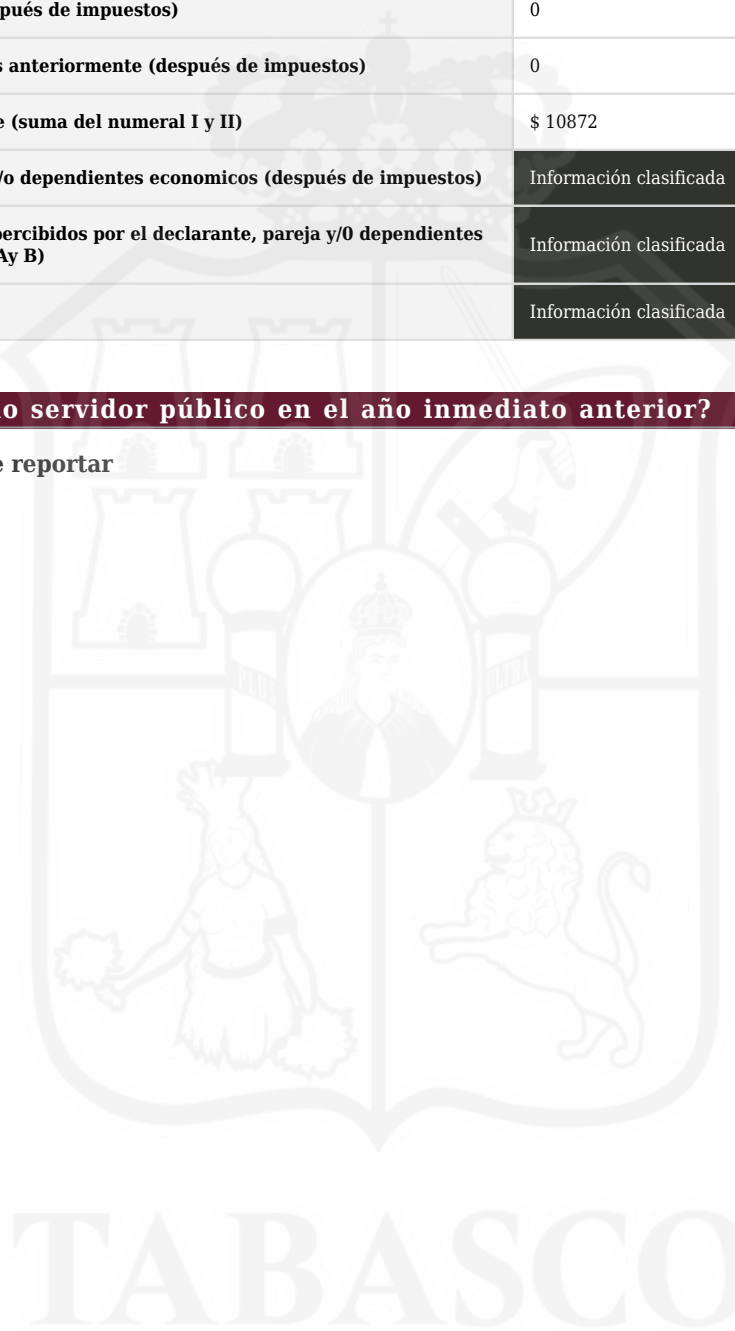 pués de impuestos)
0
s anteriormente (después de impuestos)
0
e (suma del numeral I y II)
$ 10872
/o dependientes economicos (después de impuestos)
Información clasificada
percibidos por el declarante, pareja y/0 dependientes
Ay B)
Información clasificada
Información clasificada
o servidor público en el año inmediato anterior?
e reportar
PLUS
ULTRA
TABASCO